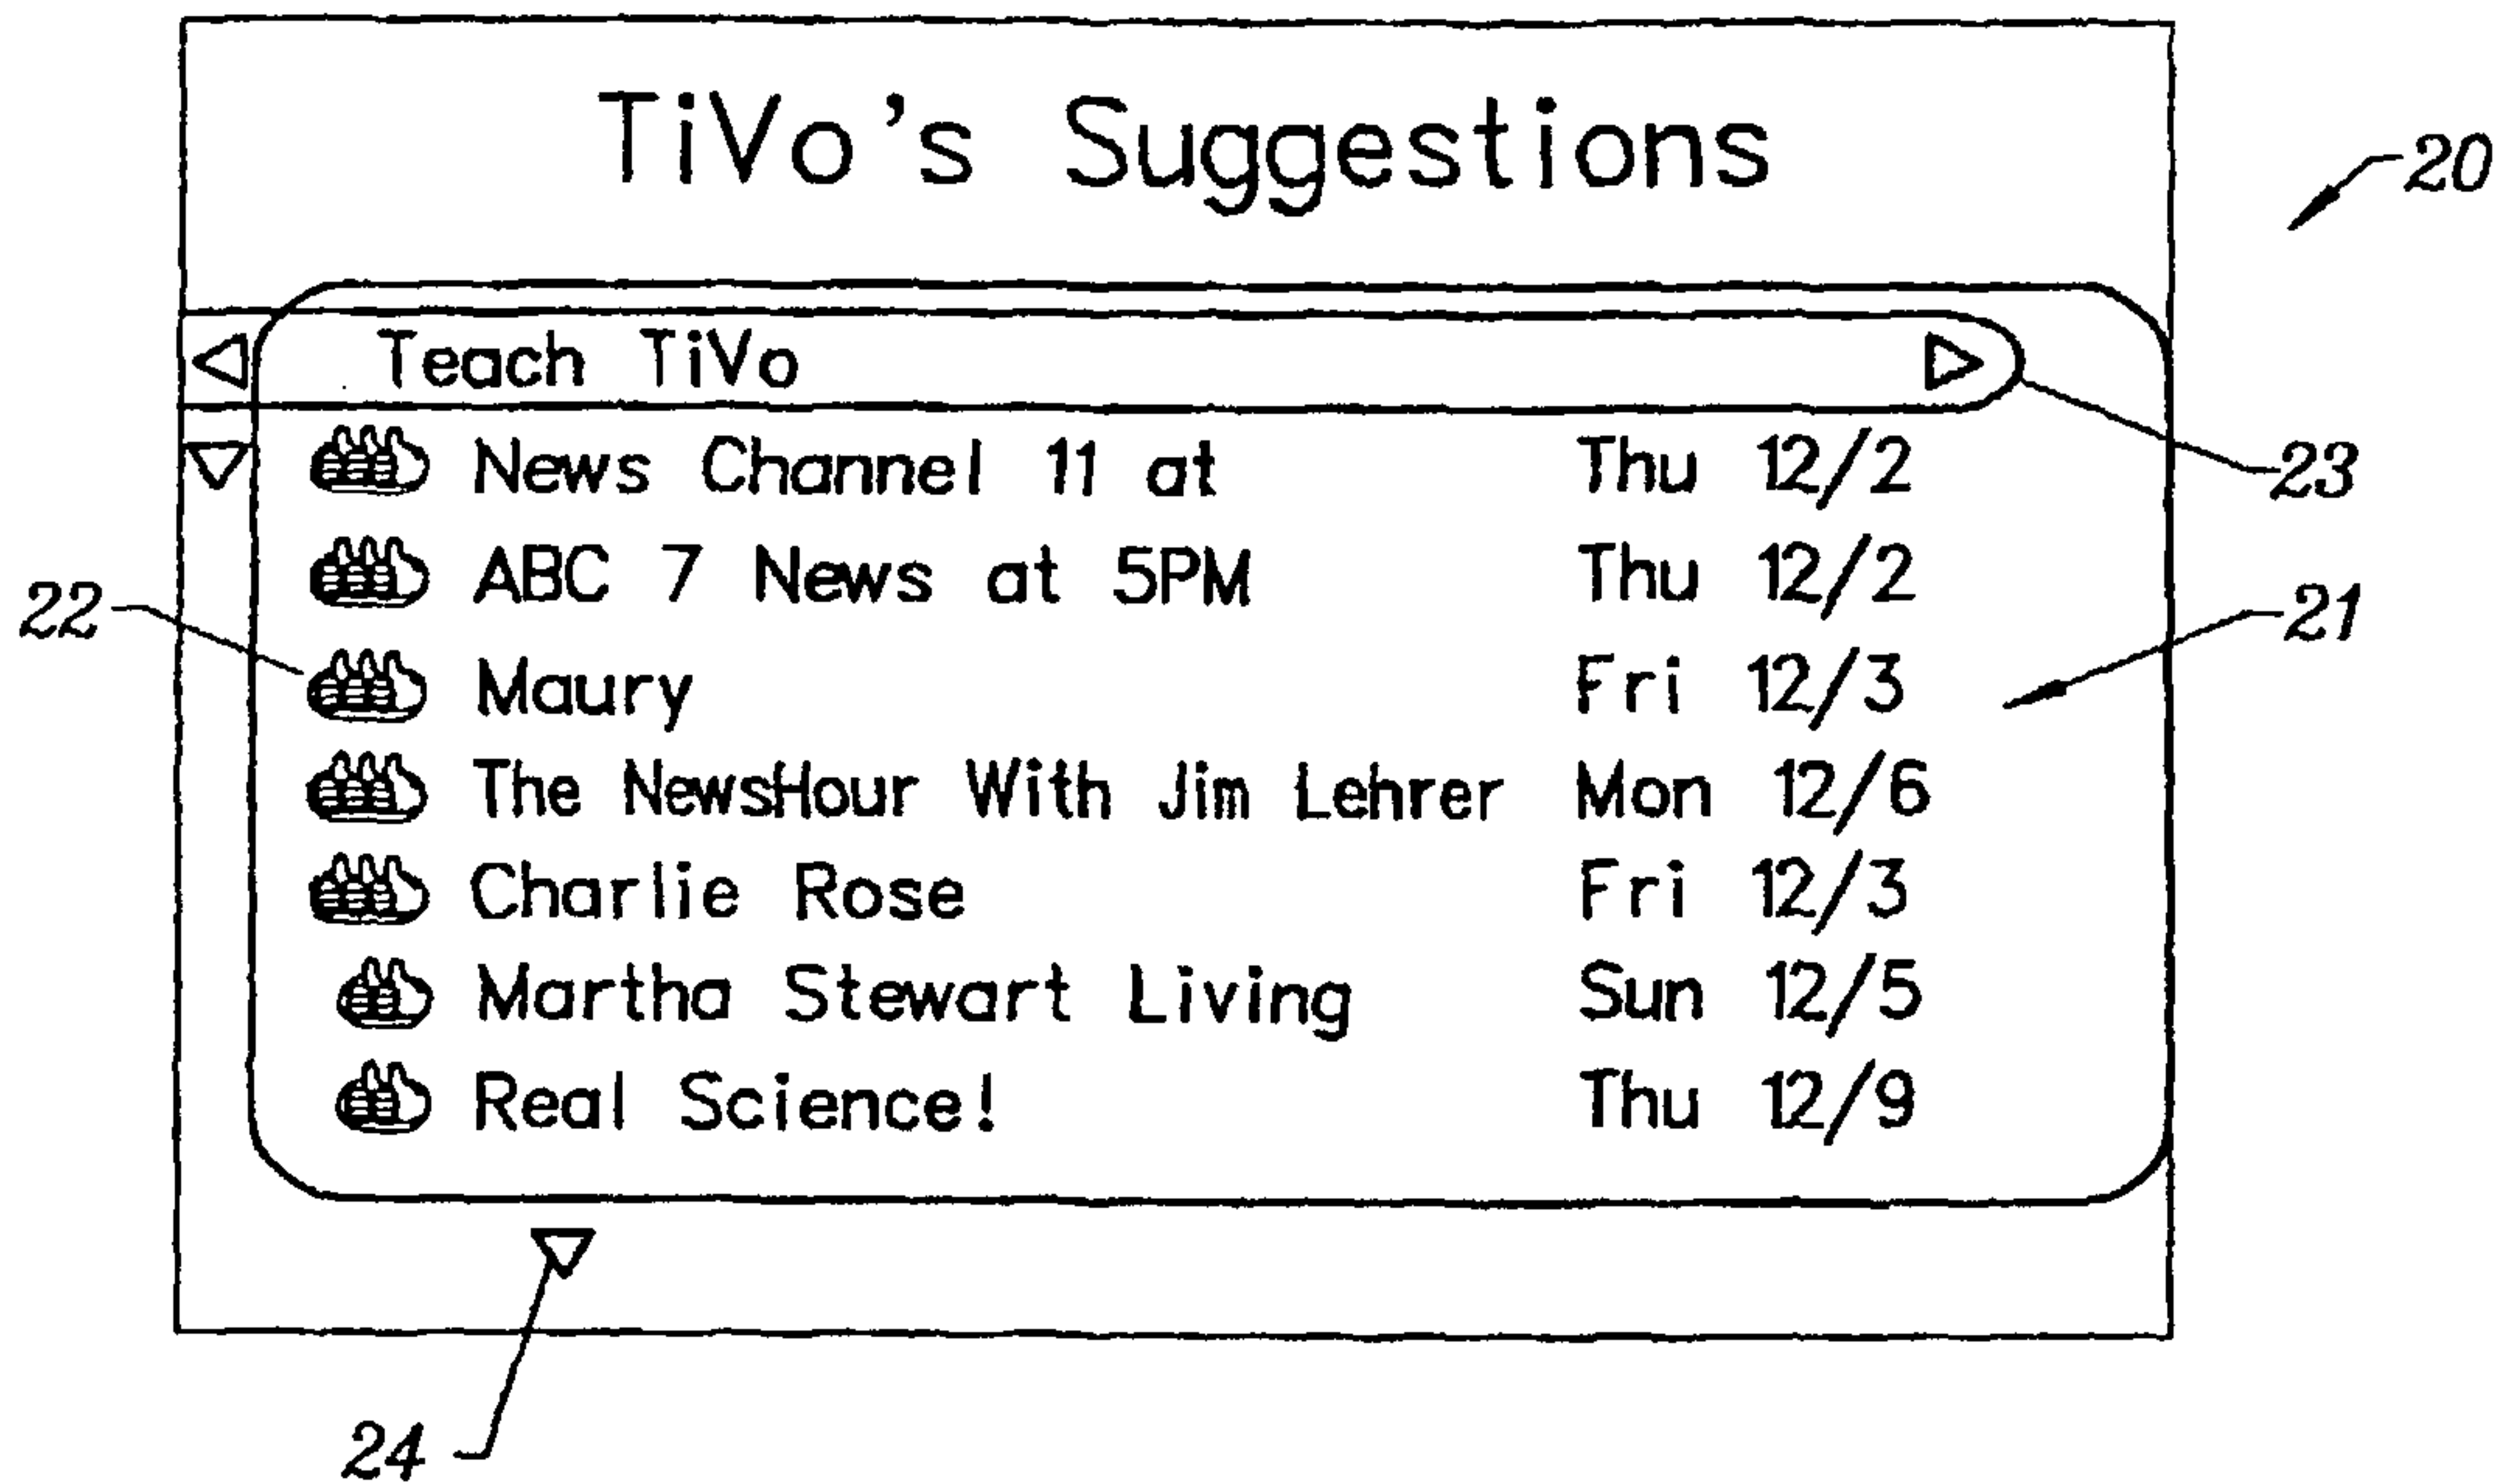 TiVo's Suggestions
20
Teach TiVo
23
News Channel 11 at Thu 12/2
ABC 7 News at 5PM Thu 12/2
22
21
Maury Fri 12/3
The NewsHour With Jim Lehrer Mon 12/6
Charlie Rose Fri 12/3
Martha Stewart Living Sun 12/5
Real Science! Thu 12/9
24